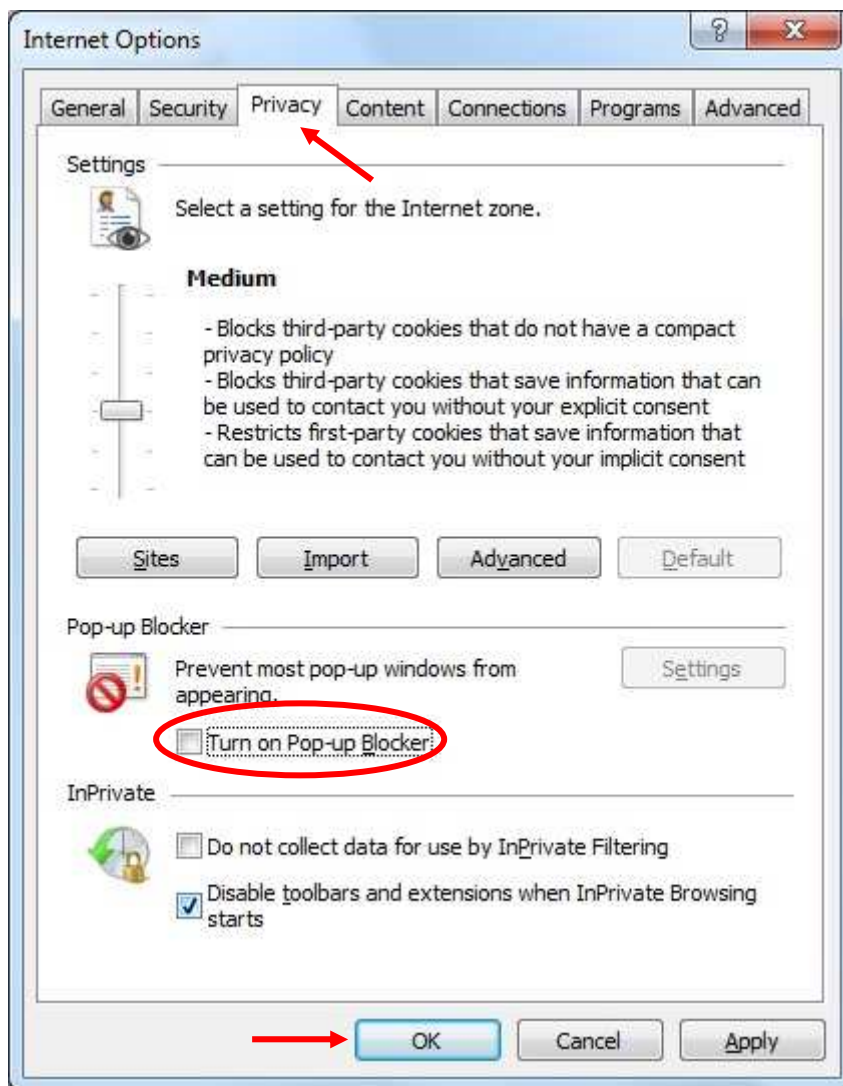 Internet Options
General Security Privacy Content Connections Programs Advanced
Settings
Select a setting for the Internet zone.
Medium
- Blocks third-party cookies that do not have a compact
privacy policy
- Blocks third-party cookies that save information that can
be used to contact you without your explicit consent
- Restricts first-party cookies that save information that
can be used to contact you without your implicit consent
Sites Import Advanced Default
Pop-up Blocker
Prevent most pop-up windows from
appearing.
Settings
Turn on Pop-up Blocker
InPrivate
Do not collect data for use by InPrivate Filtering
Disable toolbars and extensions when InPrivate Browsing
starts
OK Cancel Apply